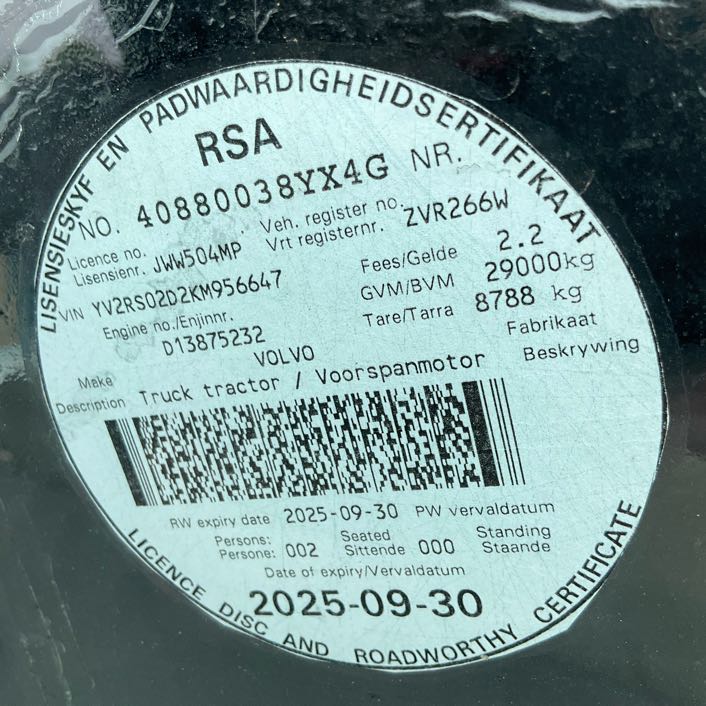 LISENSIESKYF EN PADWAARDIGHEIDSERTIFIKAAT
RSA
NO. 40880038YX4G NR.
Licence no. JWW504MP Veh. register no. ZVR266W
Lisensienr. Vrt registernr.
VIN YV2RS02D2KM956647 Fees/Gelde 2.2
Engine no./Enjinnr. GVM/BVM 29000kg
D13875232 Tare/Tarra 8788 kg
Make VOLVO Fabrikaat
Description Truck tractor / Voorspanmotor Beskrywing
RW expiry date 2025-09-30 PW vervaldatum
Persons: 002 Seated 000 Standing
Persone: Sittende Staande
Date of expiry/Vervaldatum
2025-09-30
LICENCE DISC AND ROADWORTHY CERTIFICATE